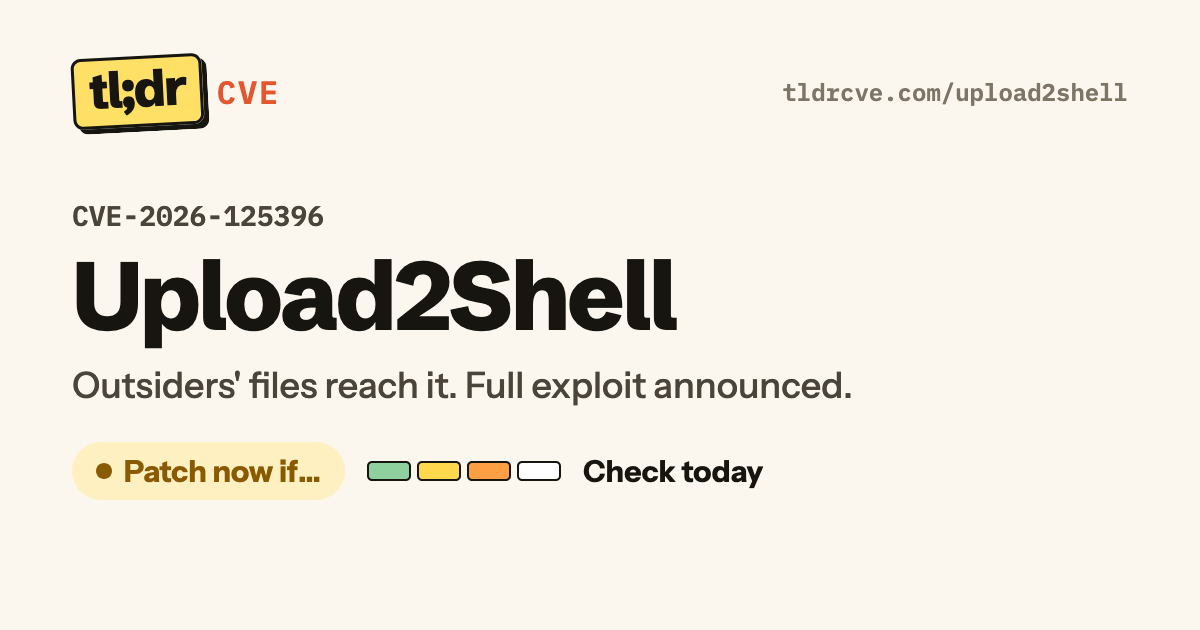 tl;dr CVE
tldrcve.com/upload2shell
CVE-2026-125396
Upload2Shell
Outsiders' files reach it. Full exploit announced.
Patch now if...
Check today